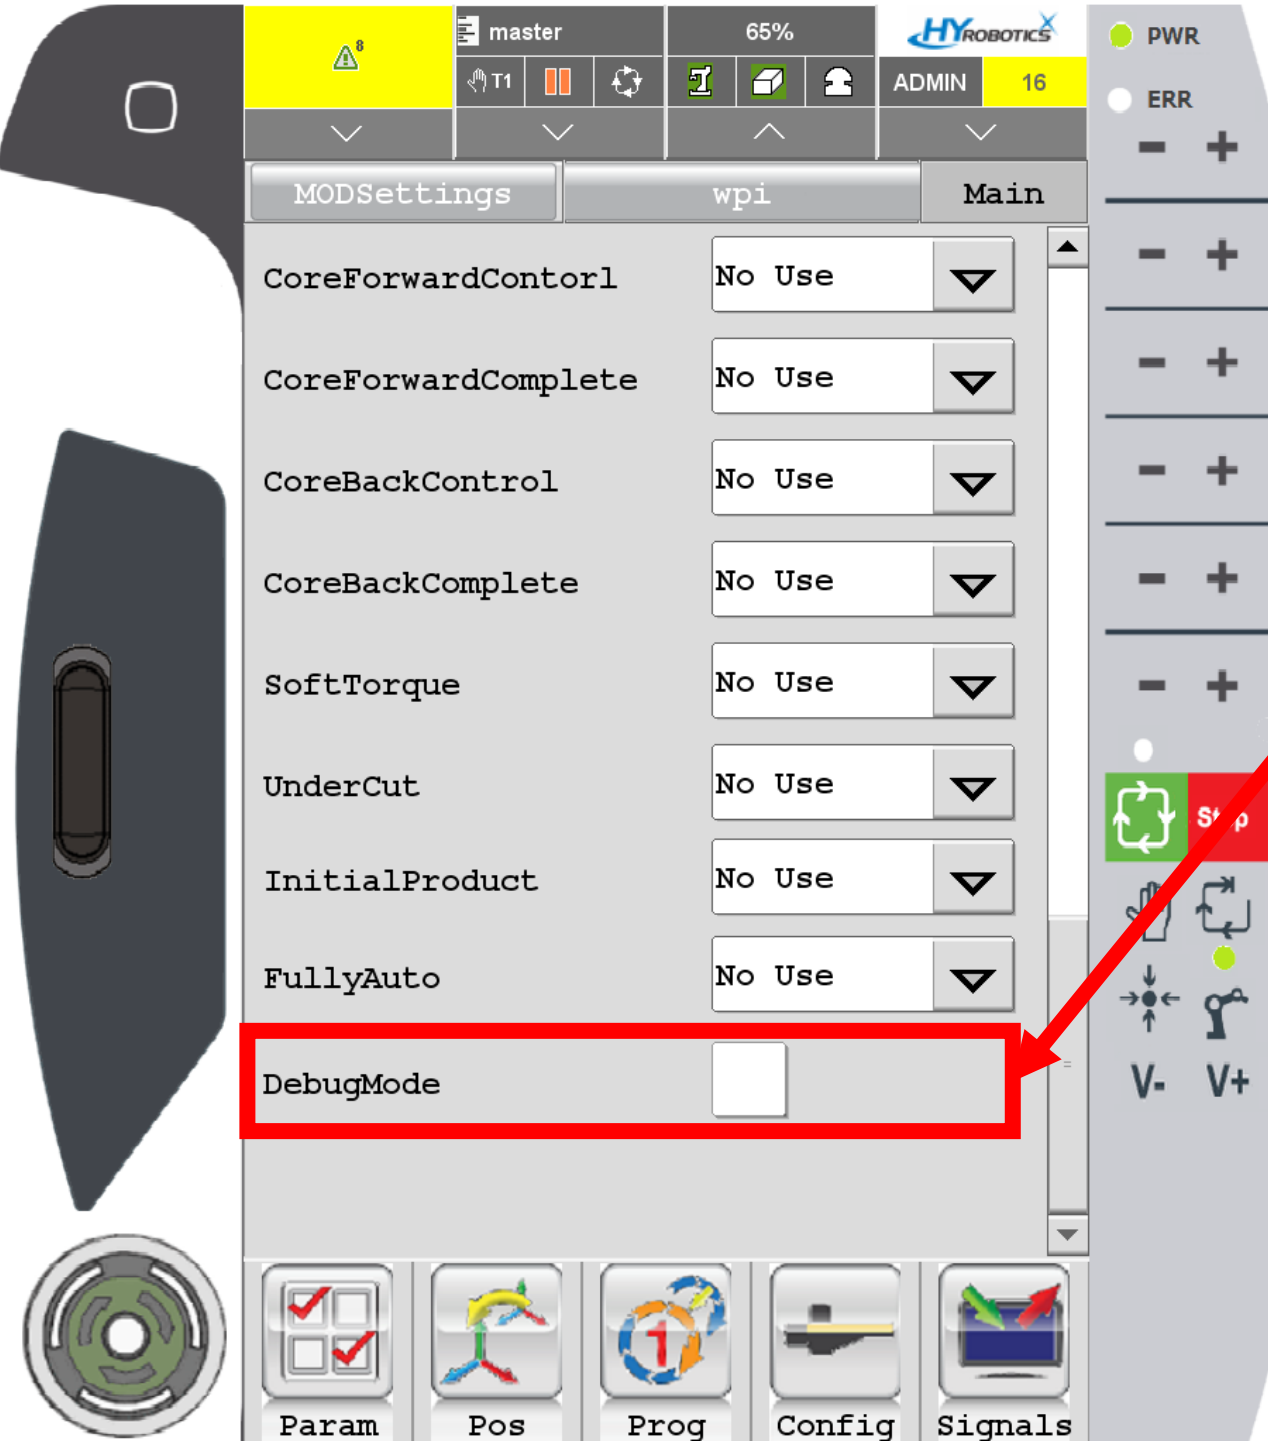 8
master
65%
HYROBOTICS
PWR
T1
ADMIN
16
ERR
- +
MODSettings
wpi
Main
CoreForwardContorl
No Use
- +
CoreForwardComplete
No Use
- +
CoreBackControl
No Use
- +
CoreBackComplete
No Use
- +
SoftTorque
No Use
- +
UnderCut
No Use
InitialProduct
No Use
FullyAuto
No Use
DebugMode
V- V+
1
Param
Pos
Prog
Config
Signals